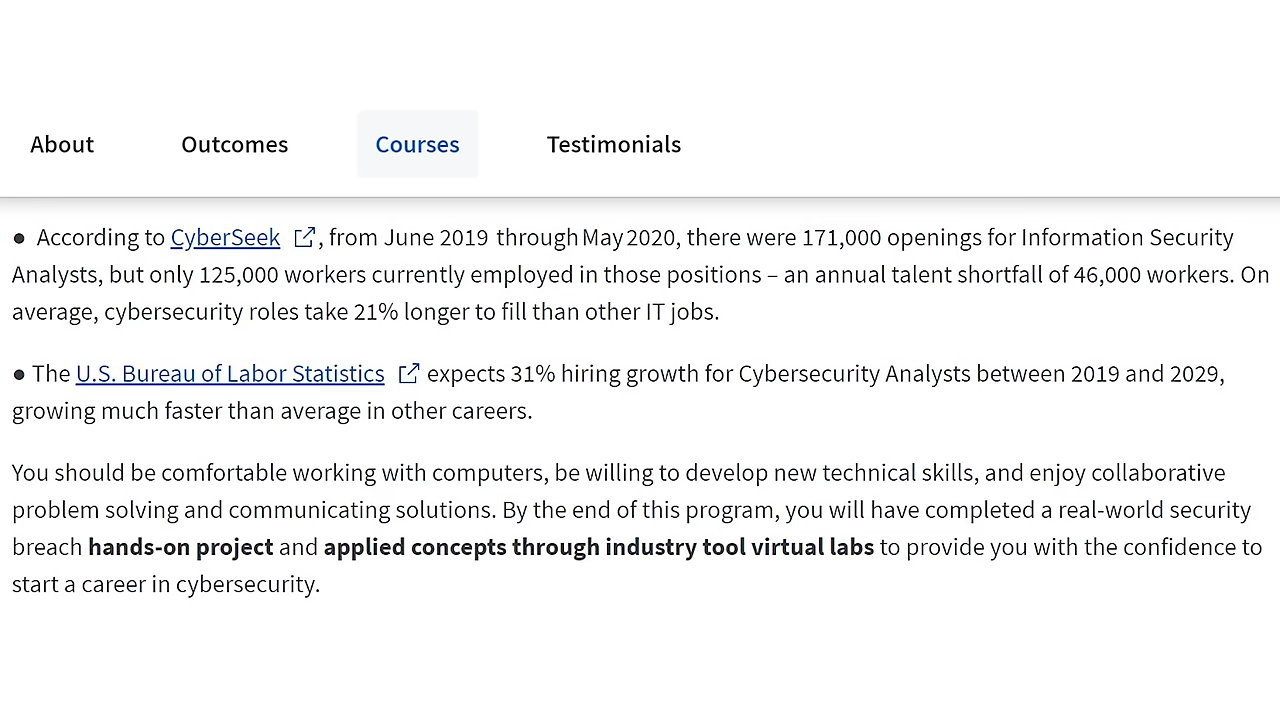 About Outcomes Courses Testimonials
● According to CyberSeek , from June 2019 through May 2020, there were 171,000 openings for Information Security
Analysts, but only 125,000 workers currently employed in those positions – an annual talent shortfall of 46,000 workers. On
average, cybersecurity roles take 21% longer to fill than other IT jobs.
● The U.S. Bureau of Labor Statistics expects 31% hiring growth for Cybersecurity Analysts between 2019 and 2029,
growing much faster than average in other careers.
You should be comfortable working with computers, be willing to develop new technical skills, and enjoy collaborative
problem solving and communicating solutions. By the end of this program, you will have completed a real-world security
breach hands-on project and applied concepts through industry tool virtual labs to provide you with the confidence to
start a career in cybersecurity.